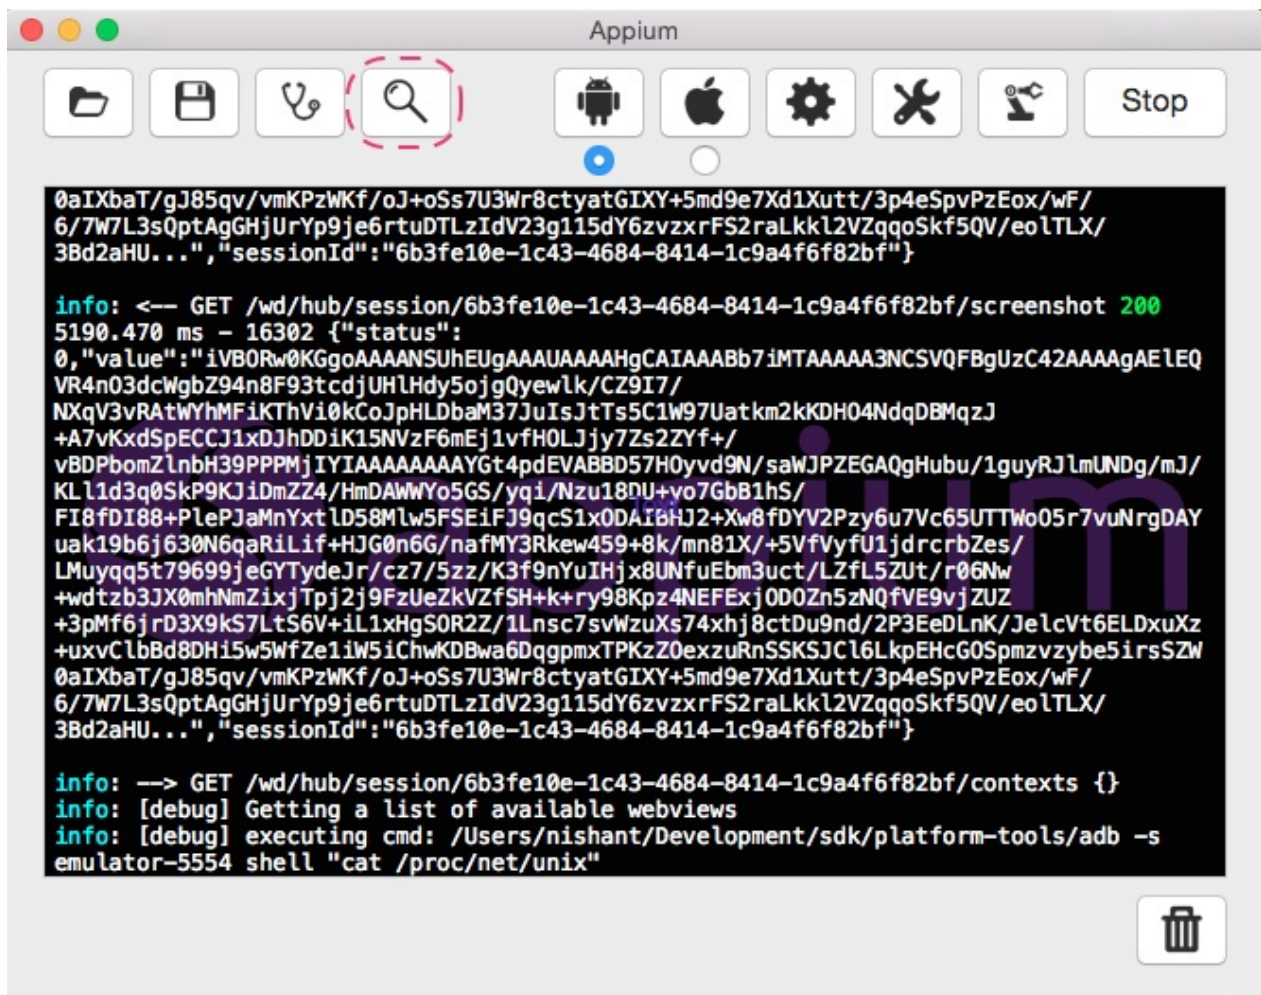 Appium
Stop
0aIXbaT/gJ85qv/vmKPzWKf/oJ+oSs7U3Wr8ctyatGIXY+5md9e7Xd1Xutt/3p4eSpvPzEox/wF/
6/7W7L3sQptAgGHjUrYp9je6rtuDTLzIdV23g115dY6zvzxrFS2raLkkl2VZqqoSkf5QV/eolTLX/
3Bd2aHU...","sessionId":"6b3fe10e-1c43-4684-8414-1c9a4f6f82bf"}
info: <-- GET /wd/hub/session/6b3fe10e-1c43-4684-8414-1c9a4f6f82bf/screenshot 200
5190.470 ms - 16302 {"status":
0,"value":"iVBORw0KGgoAAAANSUhEUgAAAUAAAAHgCAIAAABb7iMTAAAAA3NCSVQFBgUzC42AAAAgAElEQ
VR4nO3dcWgbZ94n8F93tcdjUHlHdy5ojgQyewlk/CZ9I7/
NXqV3vRAtWYhMFiKThVi0kCoJpHLDbaM37JuIsJtTs5C1W97Uatkm2kKDHO4NdqDBMqzJ
+A7vKxdSpECCJ1xDJhDDiK15NVzF6mEj1vfHOLJjy7Zs2ZYf+/
vBDPbomZlnbH39PPPMjIYIAAAAAAAAYGt4pdEVABBD57HOyvd9N/saWJPZEGAQgHubu/1guyRJlmUNDg/mJ/
KLl1d3q0SkP9KJiDmZZ4/HmDAWWYo5GS/yqi/Nzu18DU+vo7GbB1hS/
FI8fDI88+PlePJaMnYxtlD58Mlw5FSEiFJ9qcS1xODAIBHJ2+Xw8fDYV2Pzy6u7Vc65UTTWoO5r7vuNrgDAY
uak19b6j630N6qaRiLif+HJG0n6G/nafMY3Rkew459+8k/mn81X/+5VfVyfU1jdrcrbZes/
LMuyqq5t79699jeGYTydeJr/cz7/5zz/K3f9nYuIHjx8UNfuEbm3uct/LZfL5ZUt/r06Nw
+wdtzb3JX0mhNmZixjTpj2j9FzUeZkVZfSH+k+ry98Kpz4NEFExjODOZn5zNQfVE9vjZUZ
+3pMf6jrD3X9kS7LtS6V+iL1xHgSOR2Z/1Lnsc7svWzuXs74xhj8ctDu9nd/2P3EeDLnK/JelcVt6ELDxuXz
+uxvClbBd8DHi5w5WfZe1iW5iChwKDBwa6DqgpmxTPKzZOexzuRnSSKSJCl6LkpEHcGOSpmzvzybe5irsSZW
0aIXbaT/gJ85qv/vmKPzWKf/oJ+oSs7U3Wr8ctyatGIXY+5md9e7Xd1Xutt/3p4eSpvPzEox/wF/
6/7W7L3sQptAgGHjUrYp9je6rtuDTLzIdV23g115dY6zvzxrFS2raLkkl2VZqqoSkf5QV/eolTLX/
3Bd2aHU...","sessionId":"6b3fe10e-1c43-4684-8414-1c9a4f6f82bf"}
info: --> GET /wd/hub/session/6b3fe10e-1c43-4684-8414-1c9a4f6f82bf/contexts {}
info: [debug] Getting a list of available webviews
info: [debug] executing cmd: /Users/nishant/Development/sdk/platform-tools/adb -s
emulator-5554 shell "cat /proc/net/unix"
appium
Text